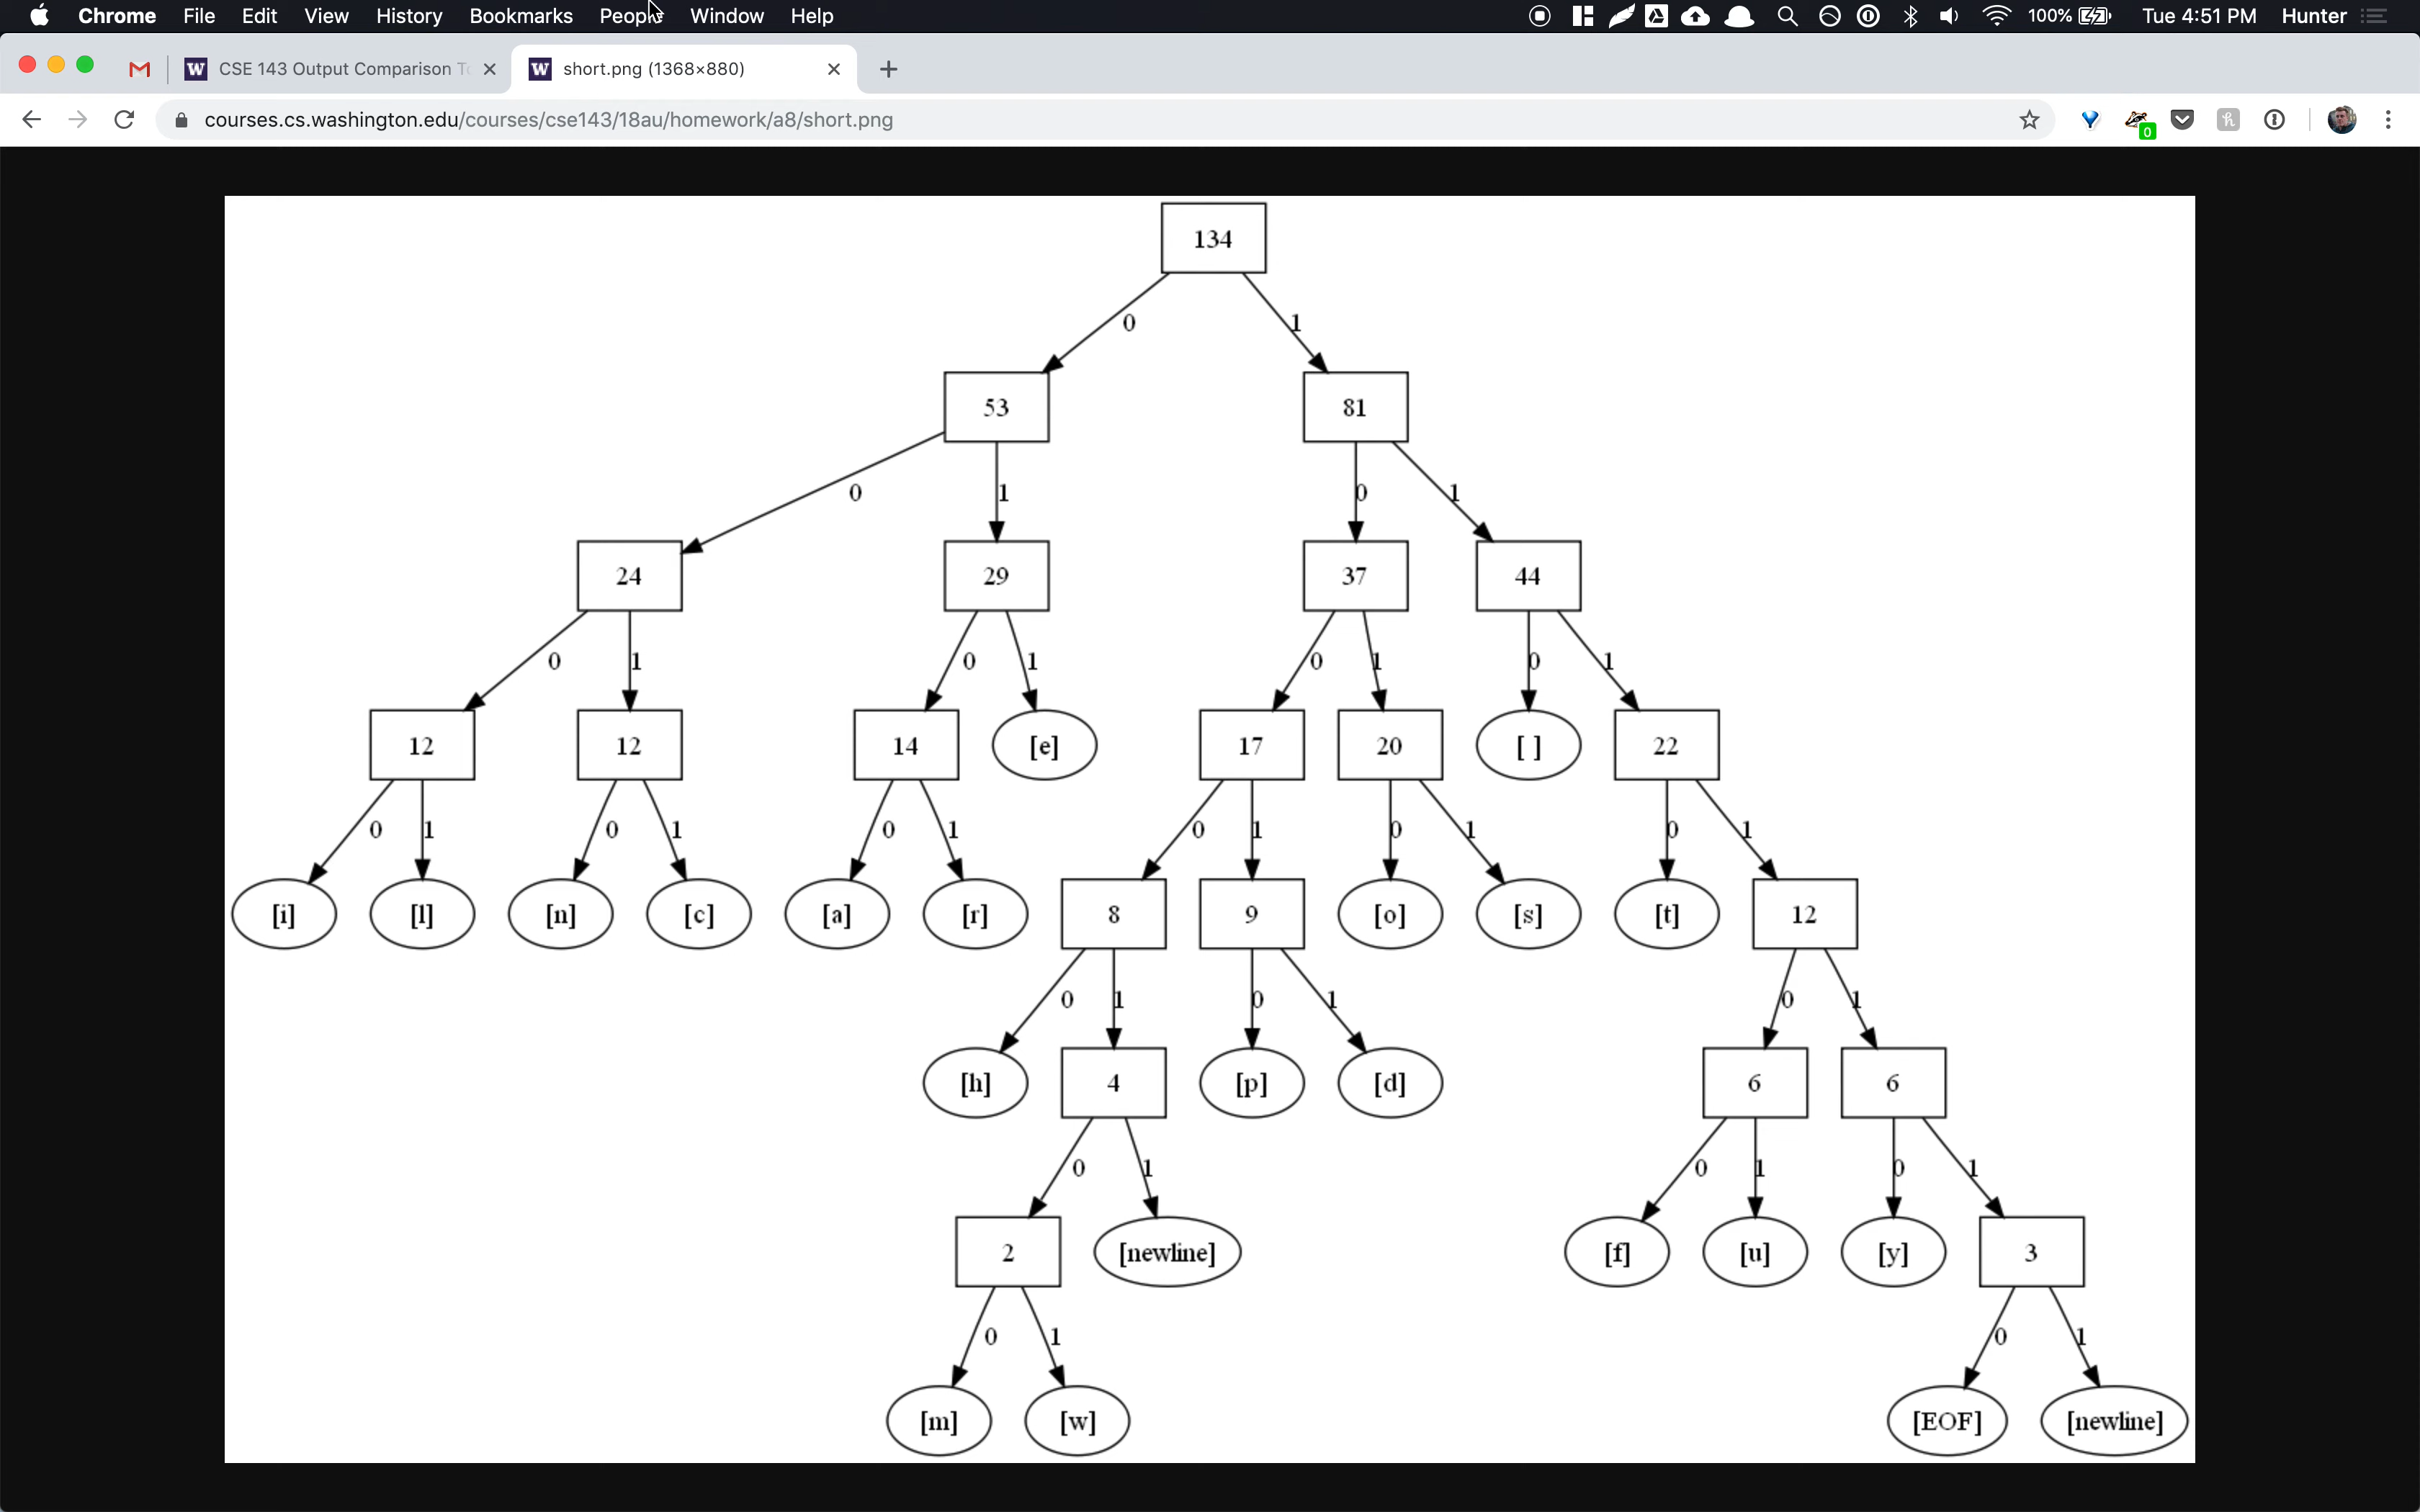 Chrome File Edit View History Bookmarks People Window Help 100% Tue 4:51 PM Hunter
CSE 143 Output Comparison short.png (1368×880)
courses.cs.washington.edu/courses/cse143/18au/homework/a8/short.png
0
134
0 1
53 81
0 1 0 1
24 29 37 44
0 1 0 1 0 1 0 1
12 12 14 [e] 17 20 [ ] 22
0 1 0 1 0 1 0 1 0 1 0 1
[i] [l] [n] [c] [a] [r] 8 9 [o] [s] [t] 12
0 1 0 1 0 1
[h] 4 [p] [d] 6 6
0 1 0 1 0 1
2 [newline] [f] [u] [y] 3
0 1 0 1
[m] [w] [EOF] [newline]